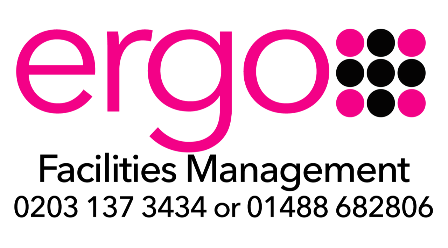 ergo
Facilities Management
0203 137 3434 or 01488 682806